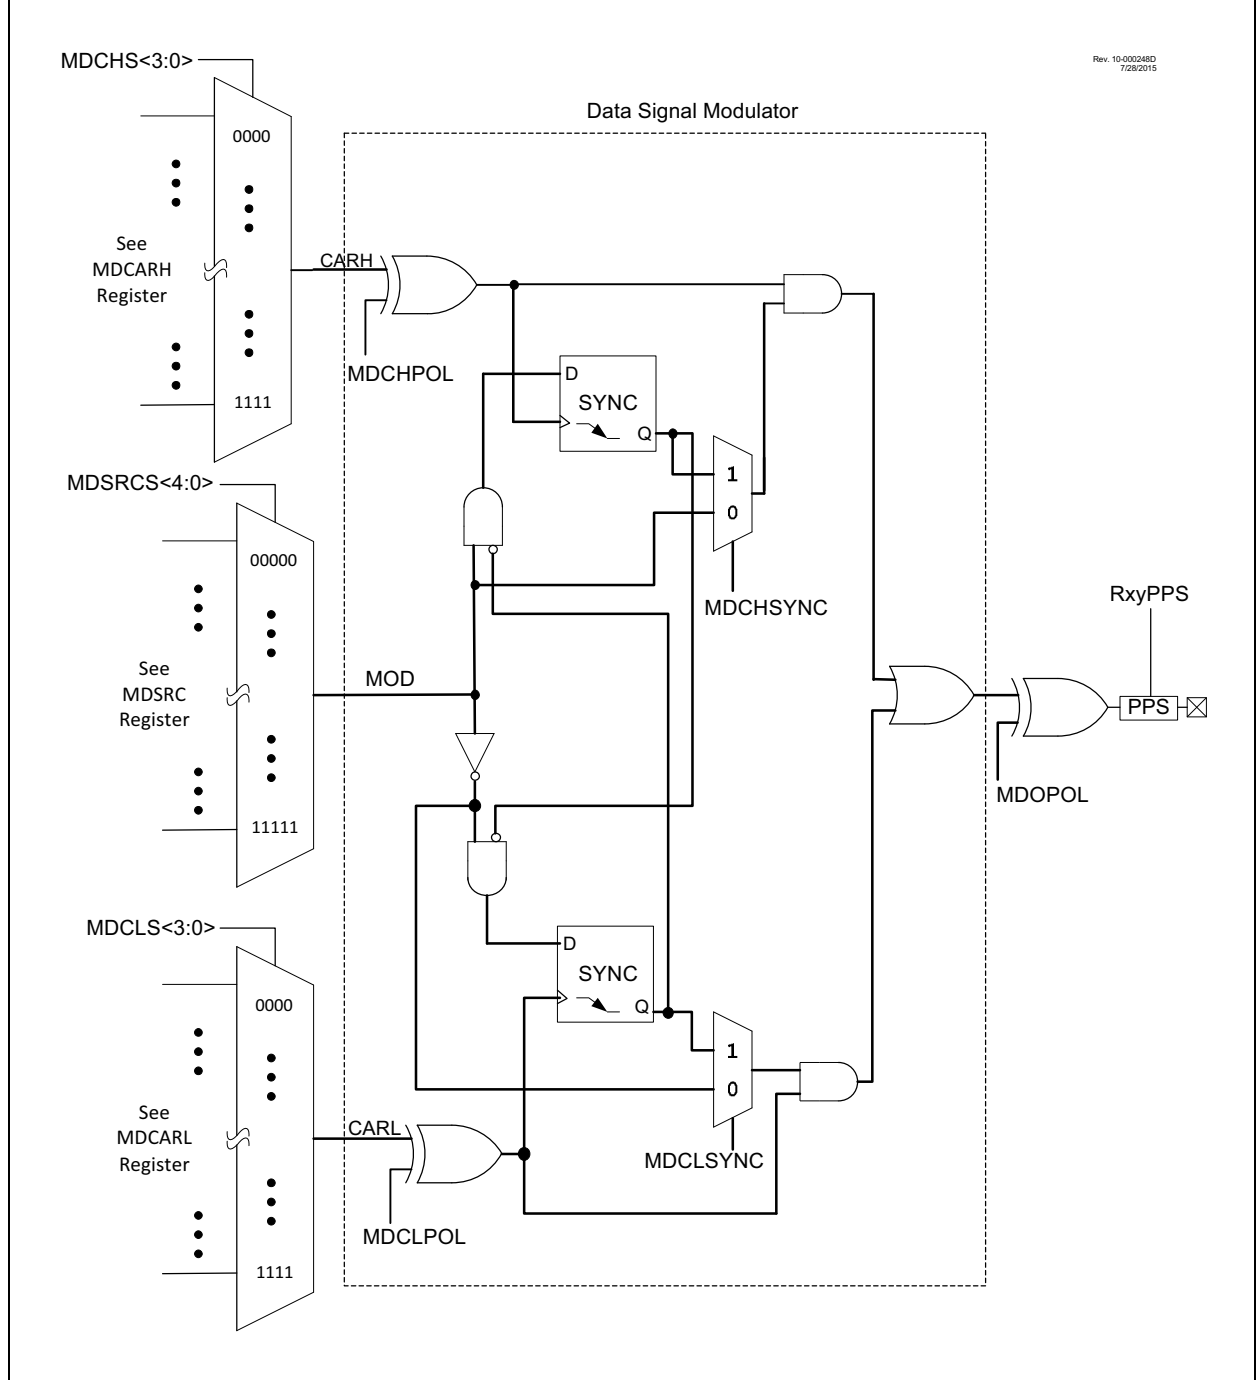 MDCHS<3:0>
Rev. 10-000248D
7/28/2015
Data Signal Modulator
0000
See
MDCARH
Register
CARH
MDCHPOL
1111
D
SYNC
Q
1
0
MDCHSYNC
MDSRCS<4:0>
00000
See
MDSRC
Register
MOD
11111
RxyPPS
PPS
MDOPOL
MDCLS<3:0>
0000
D
SYNC
Q
1
0
MDCLSYNC
See
MDCARL
Register
CARL
MDCLPOL
1111